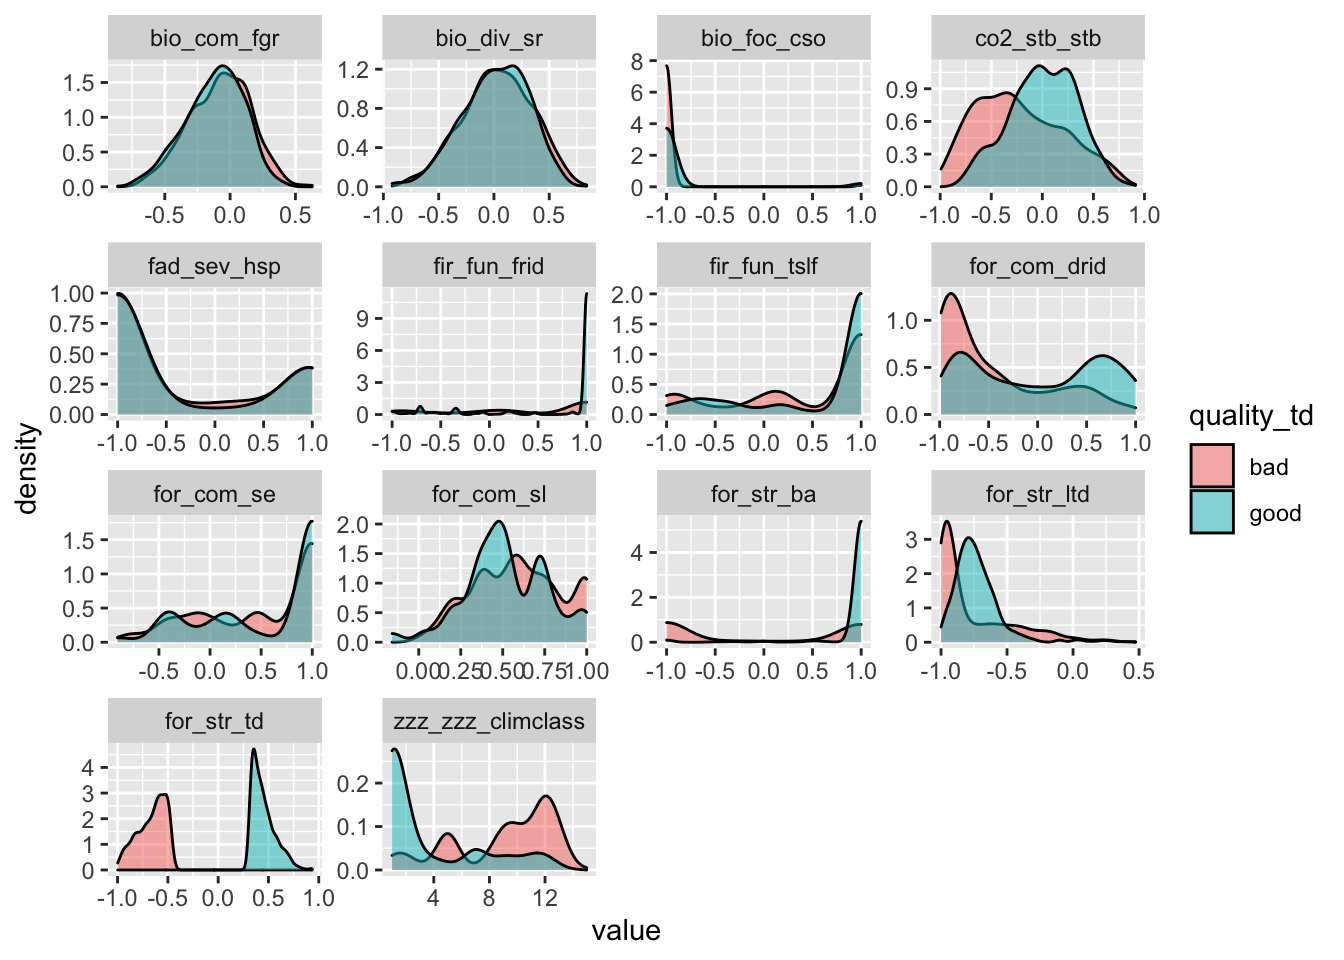 bio_com_fgr
bio_div_sr
bio_foc_cso
co2_stb_stb
1.5
1.0
0.5
0.0
-0.5 0.0 0.5
1.2
0.8
0.4
0.0
-1.0 -0.5 0.0 0.5
8
6
4
2
0
-1.0 -0.5 0.0 0.5 1.0
0.9
0.6
0.3
0.0
-1.0 -0.5 0.0 0.5 1.0
fad_sev_hsp
fir_fun_frid
fir_fun_tslf
for_com_drid
1.00
0.75
0.50
0.25
0.00
-1.0 -0.5 0.0 0.5 1.0
9
6
3
0
-1.0 -0.5 0.0 0.5 1.0
2.0
1.5
1.0
0.5
0.0
-1.0 -0.5 0.0 0.5 1.0
1.0
0.5
0.0
-1.0 -0.5 0.0 0.5 1.0
for_com_se
for_com_sl
for_str_ba
for_str_ltd
1.5
1.0
0.5
0.0
-0.5 0.0 0.5 1.0
2.0
1.5
1.0
0.5
0.0
0.00 0.25 0.50 0.75 1.00
4
2
0
-1.0 -0.5 0.0 0.5 1.0
3
2
1
0
-1.0 -0.5 0.0 0.5
for_str_td
zzz_zzz_climclass
4
3
2
1
0
-1.0 -0.5 0.0 0.5 1.0
0.2
0.1
0.0
4 8 12
density
value
quality_td
bad
good